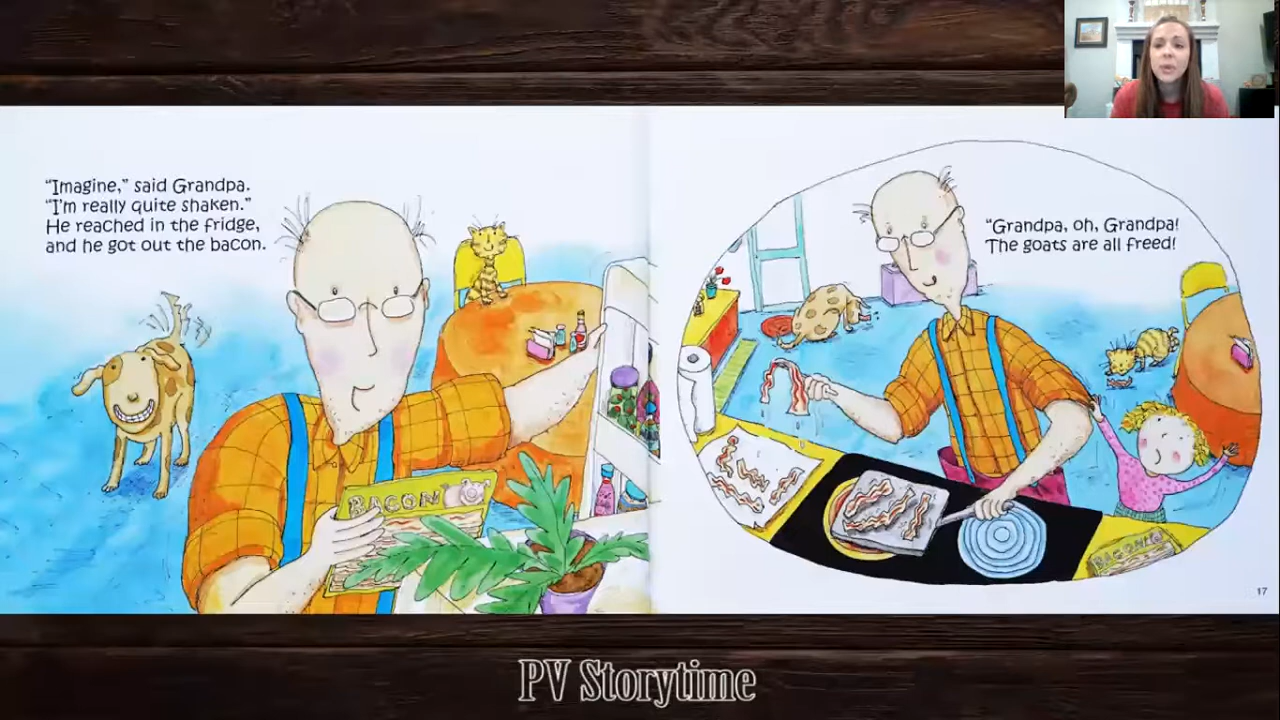 “Imagine,” said Grandpa.
“I’m really quite shaken.”
He reached in the fridge,
and he got out the bacon.
BACON
“Grandpa, oh, Grandpa!
The goats are all freed!
BACON
17
PV Storytime